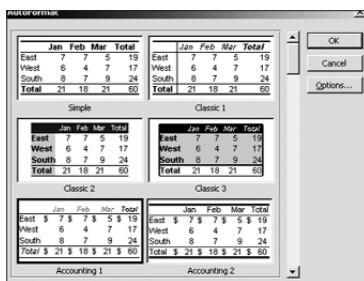 AutoFormat
OK
Cancel
Options...
Jan Feb Mar Total
East 7 7 5 19
West 6 4 7 17
South 8 7 9 24
Total 21 18 21 60
Simple
Jan Feb Mar Total
East 7 7 5 19
West 6 4 7 17
South 8 7 9 24
Total 21 18 21 60
Classic 1
Jan Feb Mar Total
East 7 7 5 19
West 6 4 7 17
South 8 7 9 24
Total 21 18 21 60
Classic 2
Jan Feb Mar Total
East 7 7 5 19
West 6 4 7 17
South 8 7 9 24
Total 21 18 21 60
Classic 3
Jan Feb Mar Total
East $ 7 $ 7 $ 5 $ 19
West 6 4 7 17
South 8 7 9 24
Total $ 21 $ 18 $ 21 $ 60
Accounting 1
Jan Feb Mar Total
East $ 7 $ 7 $ 5 $ 19
West 6 4 7 17
South 8 7 9 24
Total $ 21 $ 18 $ 21 $ 60
Accounting 2